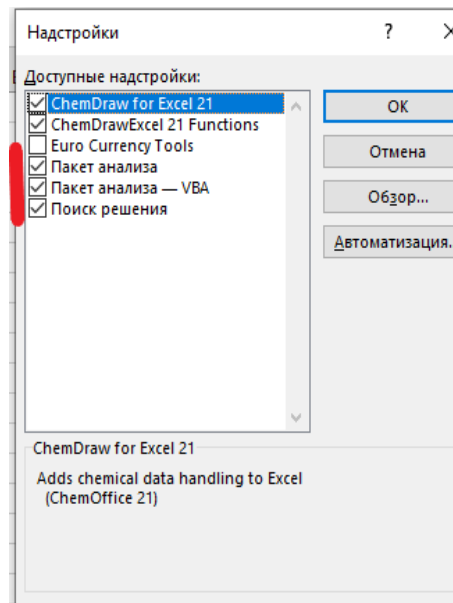 Надстройки
Доступные надстройки:
ChemDraw for Excel 21
ChemDrawExcel 21 Functions
Euro Currency Tools
Пакет анализа
Пакет анализа — VBA
Поиск решения
ОК
Отмена
Обзор...
Автоматизация.
ChemDraw for Excel 21
Adds chemical data handling to Excel
(ChemOffice 21)